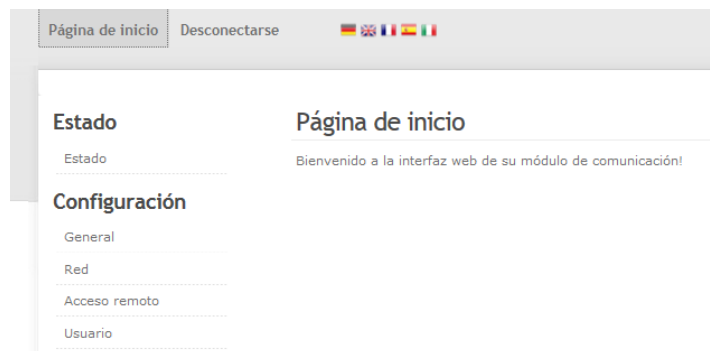 Página de inicio Desconectarse
Estado
Estado
Configuración
General
Red
Acceso remoto
Usuario
Página de inicio
Bienvenido a la interfaz web de su módulo de comunicación!